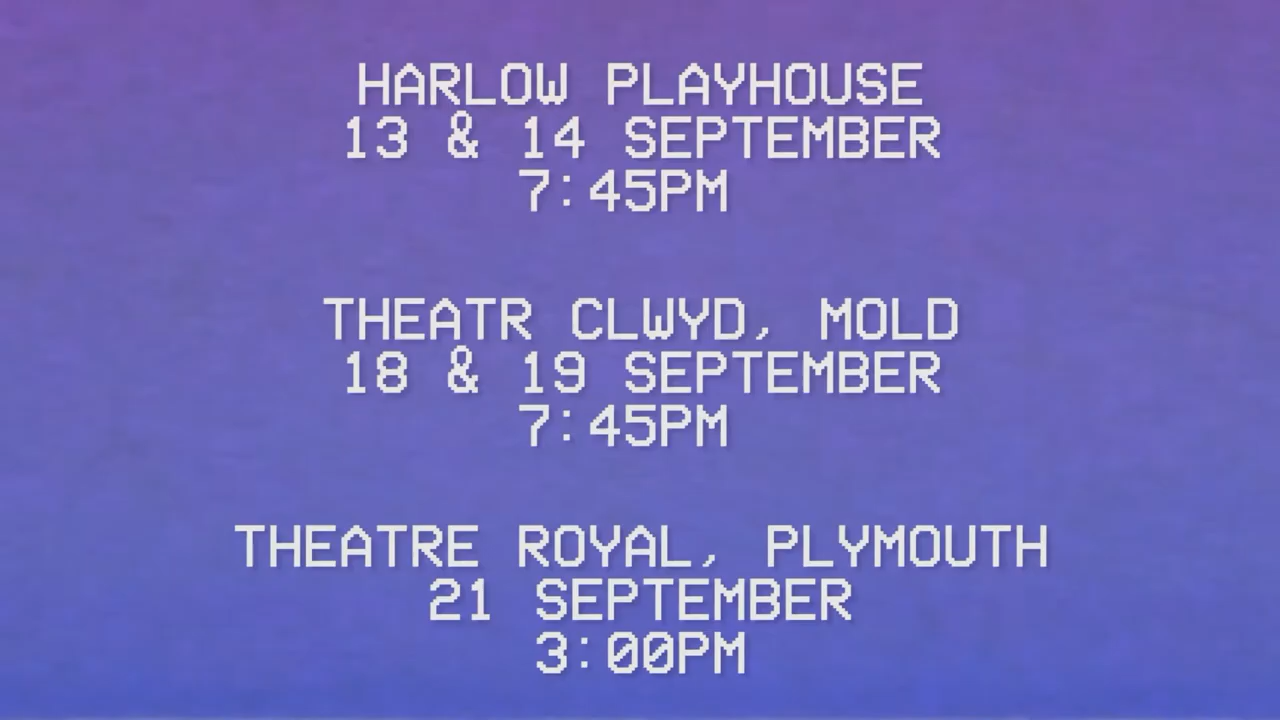 HARLOW PLAYHOUSE
13 & 14 SEPTEMBER
7:45PM
THEATR CLWYD, MOLD
18 & 19 SEPTEMBER
7:45PM
THEATRE ROYAL, PLYMOUTH
21 SEPTEMBER
3:00PM